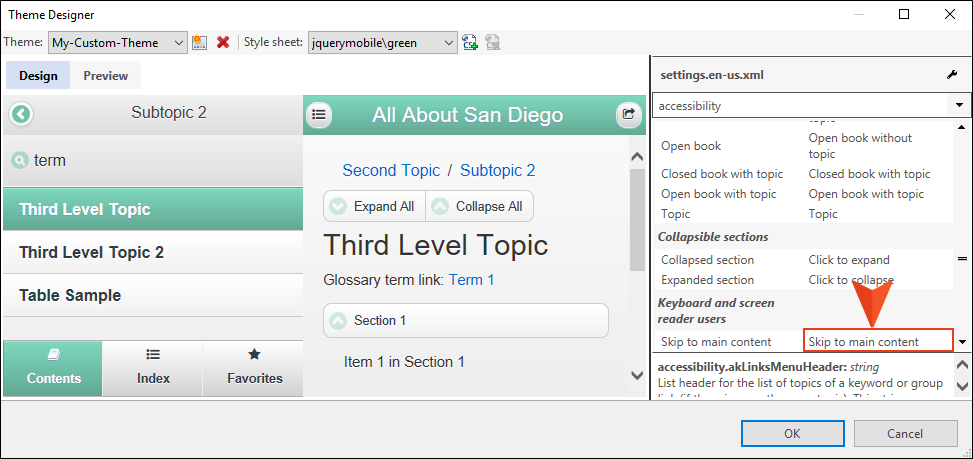 Theme Designer
Theme: My-Custom-Theme Style sheet: jquerymobile\green
Design Preview
Subtopic 2
term
Third Level Topic
Third Level Topic 2
Table Sample
Contents Index Favorites
All About San Diego
Second Topic / Subtopic 2
Expand All Collapse All
Third Level Topic
Glossary term link: Term 1
Section 1
Item 1 in Section 1
settings.en-us.xml
accessibility
topic
Open book Open book without
topic
Closed book with topic Closed book with topic
Open book with topic Open book with topic
Topic Topic
Collapsible sections
Collapsed section Click to expand
Expanded section Click to collapse
Keyboard and screen
reader users
Skip to main content Skip to main content
accessibility.akLinksMenuHeader: string
List header for the list of topics of a keyword or group
OK Cancel